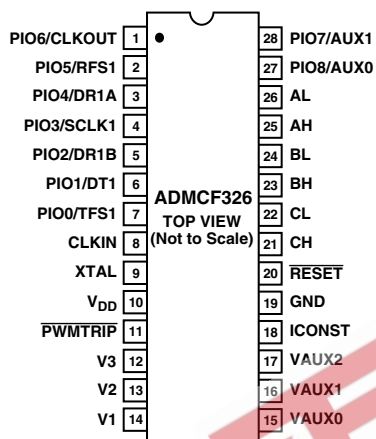 PIO6/CLKOUT 1 28 PIO7/AUX1
PIO5/RFS1 2 27 PIO8/AUX0
PIO4/DR1A 3 26 AL
PIO3/SCLK1 4 25 AH
PIO2/DR1B 5 24 BL
PIO1/DT1 6 23 BH
PIO0/TFS1 7 22 CL
CLKIN 8 21 CH
XTAL 9 20 RESET
VDD 10 19 GND
PWMTRIP 11 18 ICONST
V3 12 17 VAUX2
V2 13 16 VAUX1
V1 14 15 VAUX0
ADMCF326
TOP VIEW
(Not to Scale)